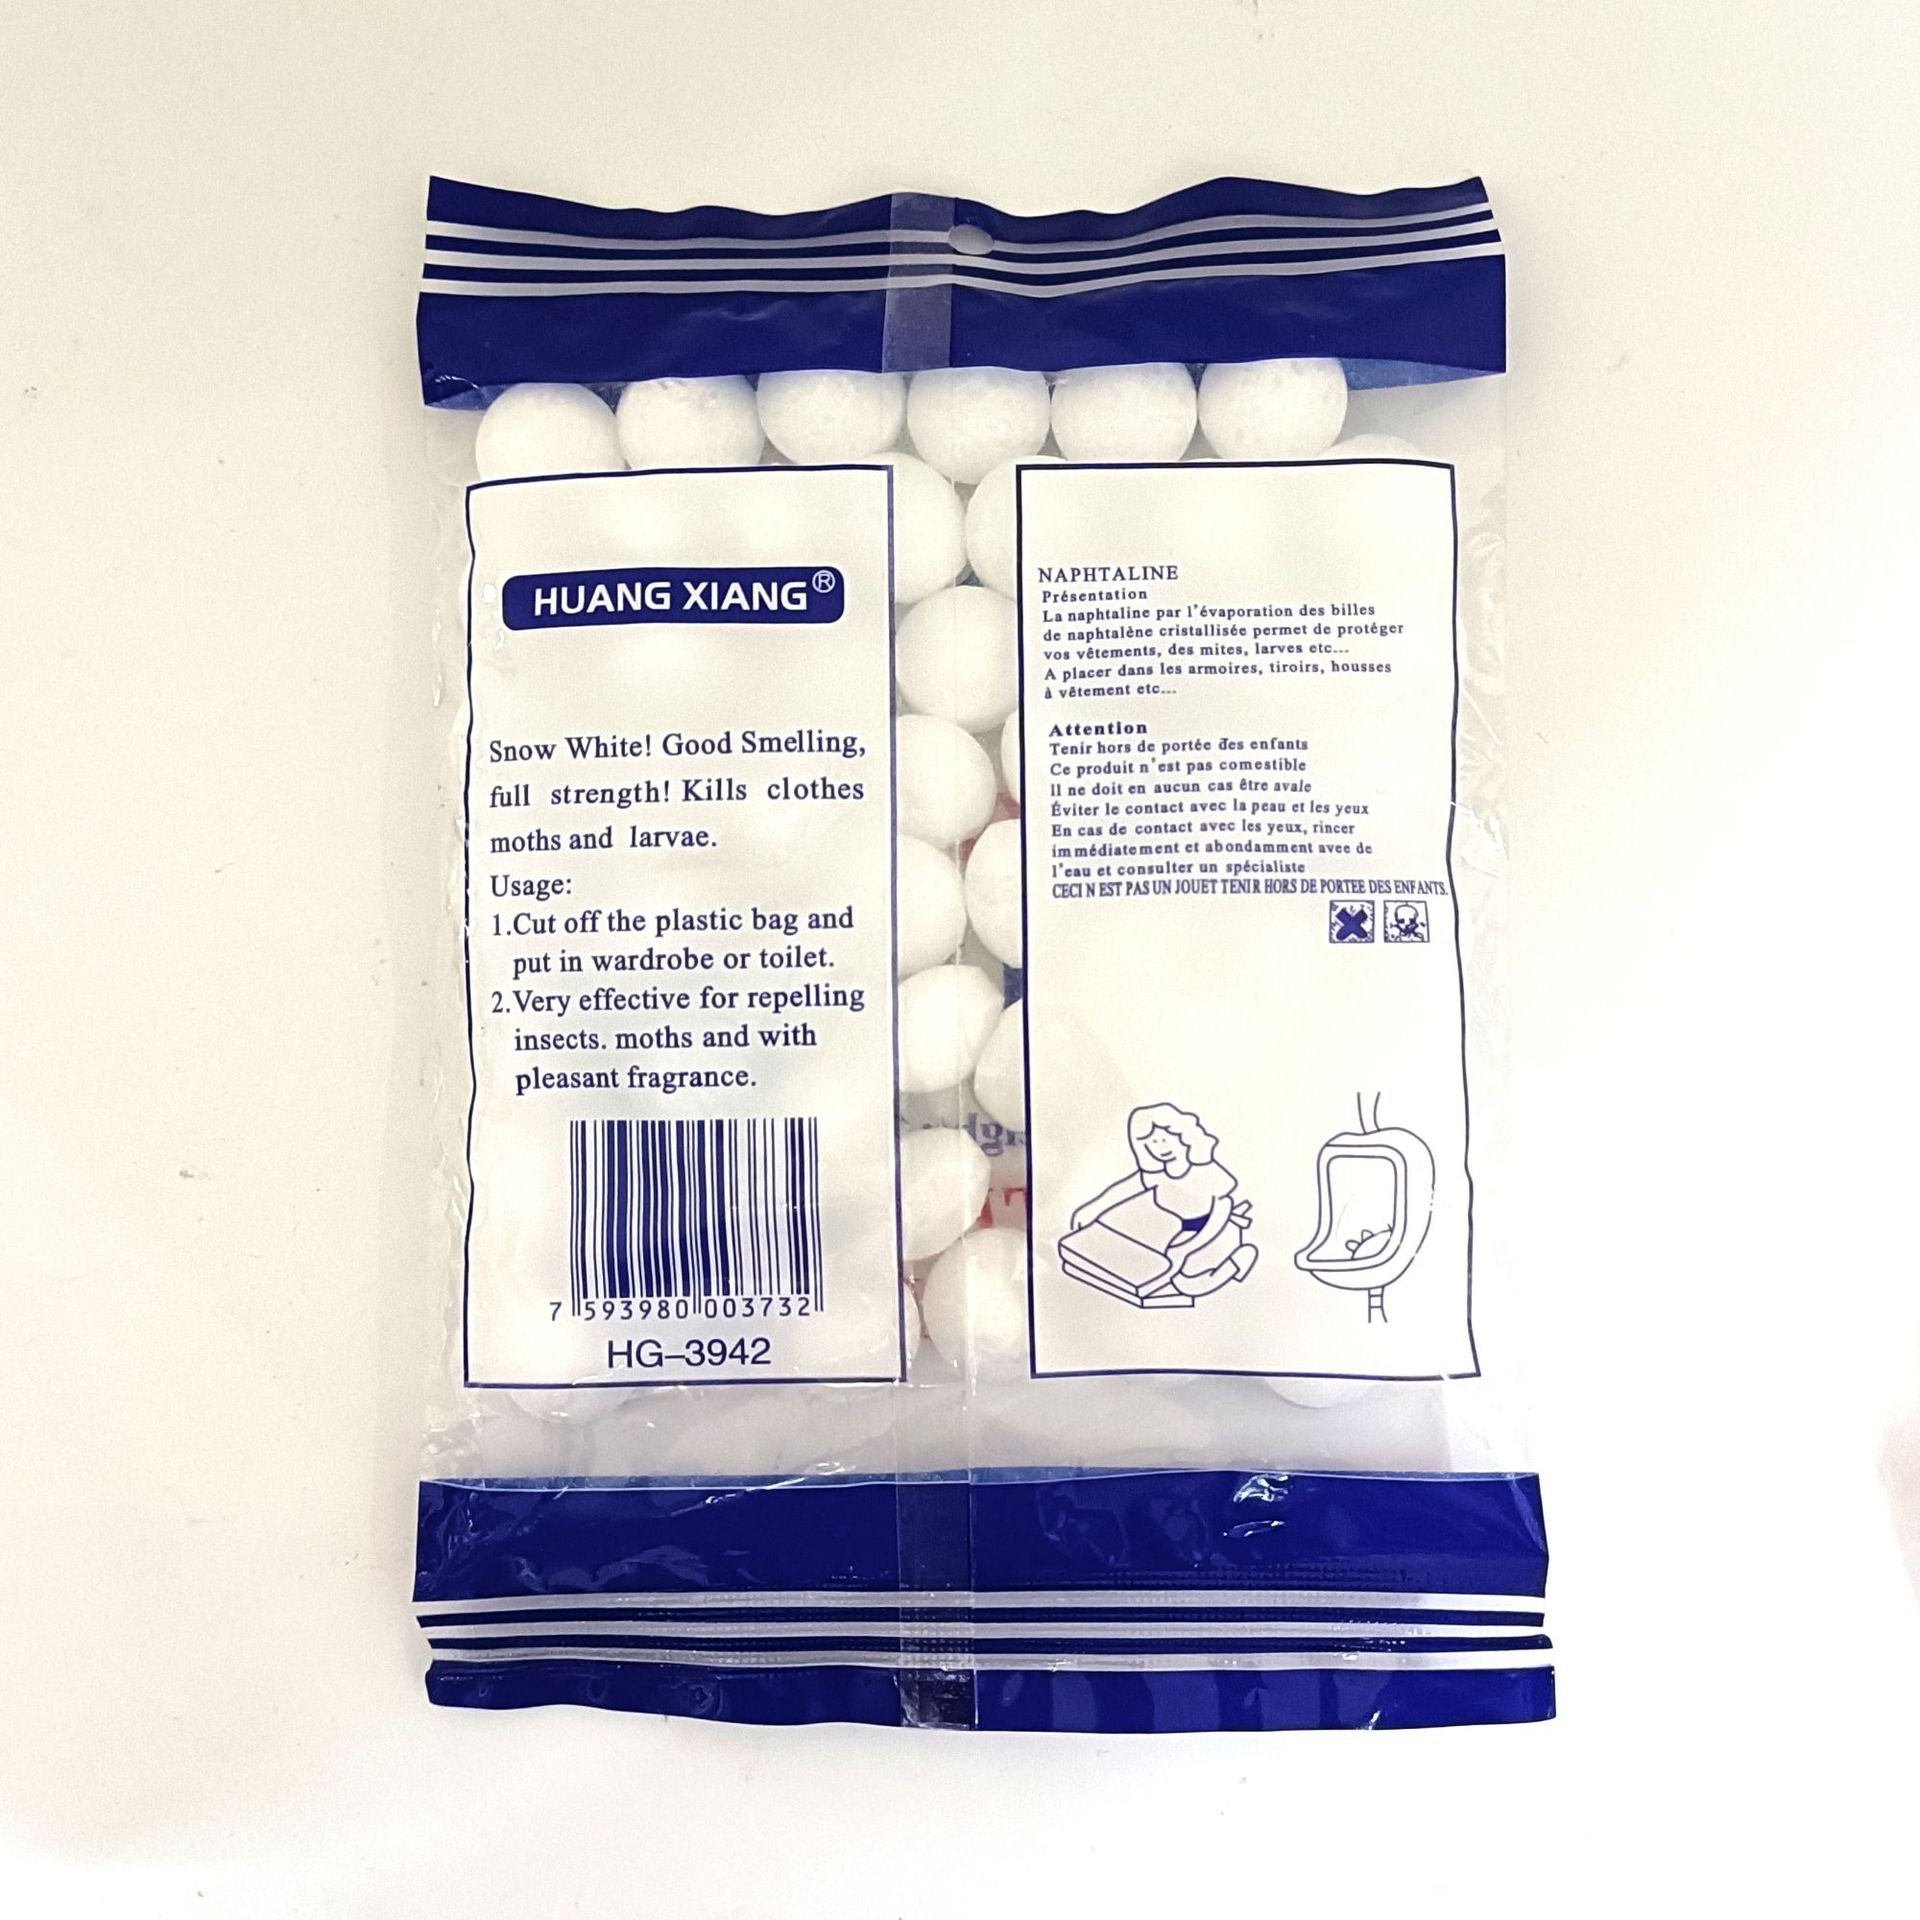 HUANG XIANG®
Snow White! Good Smelling,
full strength! Kills clothes
moths and larvae.
Usage:
1.Cut off the plastic bag and
put in wardrobe or toilet.
2.Very effective for repelling
insects. moths and with
pleasant fragrance.
7 593980 003732
HG–3942
NAPHTALINE
Présentation
La naphtaline par l'évaporation des billes
de naphtalène cristallisée permet de protéger
vos vêtements, des mites, larves etc...
A placer dans les armoires, tiroirs, housses
à vêtement etc...
Attention
Tenir hors de portée des enfants
Ce produit n'est pas comestible
Il ne doit en aucun cas être avale
Éviter le contact avec la peau et les yeux
En cas de contact avec les yeux, rincer
immédiatement et abondamment avec de
l'eau et consulter un spécialiste
CECI N EST PAS UN JOUET TENIR HORS DE PORTEE DES ENFANTS.